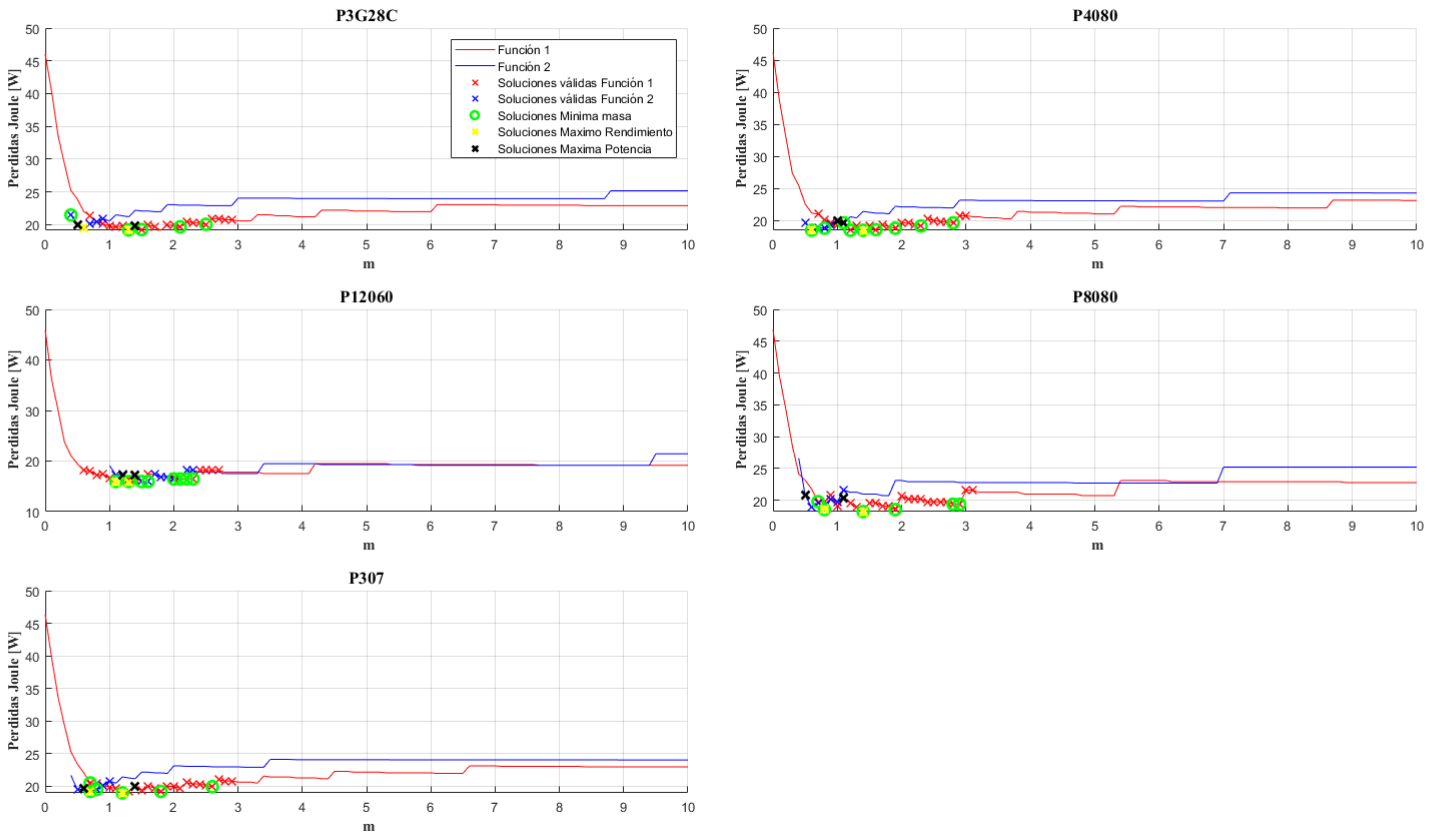 P3G28C
50
45
40
35
30
25
20
Perdidas Joule [W]
0 1 2 3 4 5 6 7 8 9 10
m
Función 1
Función 2
Soluciones válidas Función 1
Soluciones válidas Función 2
Soluciones Minima masa
Soluciones Maximo Rendimiento
Soluciones Maxima Potencia
P4080
50
45
40
35
30
25
20
Perdidas Joule [W]
0 1 2 3 4 5 6 7 8 9 10
m
P12060
50
40
30
20
10
Perdidas Joule [W]
0 1 2 3 4 5 6 7 8 9 10
m
P8080
50
45
40
35
30
25
20
Perdidas Joule [W]
0 1 2 3 4 5 6 7 8 9 10
m
P307
50
45
40
35
30
25
20
Perdidas Joule [W]
0 1 2 3 4 5 6 7 8 9 10
m